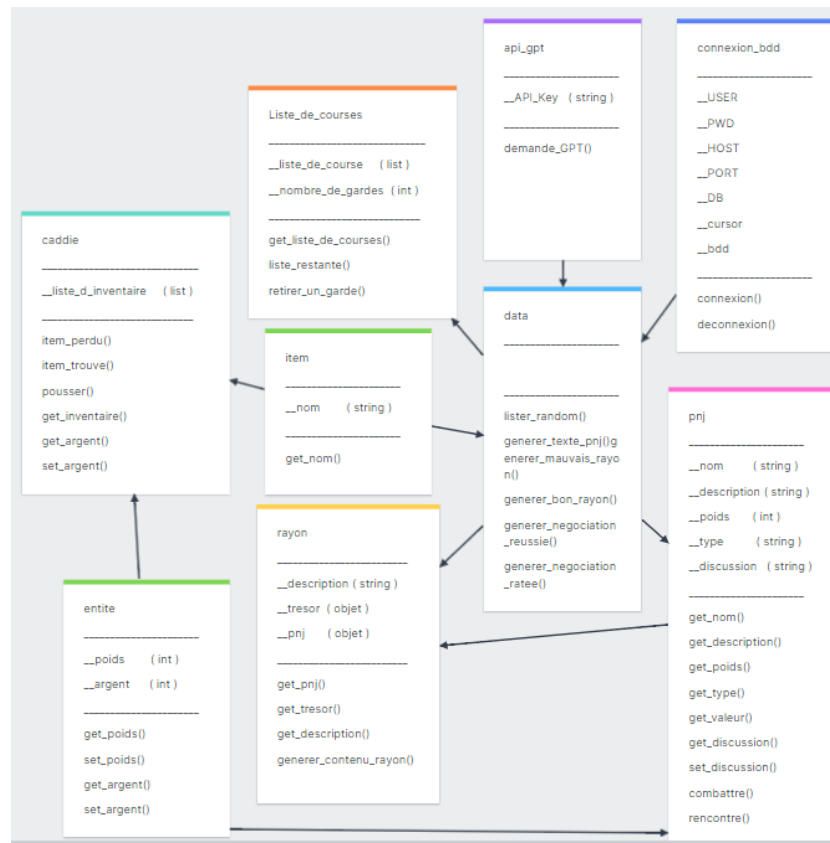 api_gpt
__API_Key ( string )
demande_GPT()
connexion_bdd
__USER
__PWD
__HOST
__PORT
__DB
__cursor
__bdd
connexion()
deconnexion()
Liste_de_courses
__liste_de_course ( list )
__nombre_de_gardes ( int )
get_liste_de_courses()
liste_restante()
retirer_un_garde()
caddie
__liste_d_inventaire ( list )
item_perdu()
item_trouve()
pousser()
get_inventaire()
get_argent()
set_argent()
item
__nom ( string )
get_nom()
data
lister_random()
generer_texte_pnj()g
enerer_mauvais_rayo
n()
generer_bon_rayon()
generer_negociation
_reussie()
generer_negociation
_ratee()
pnj
__nom ( string )
__description ( string )
__poids ( int )
__type ( string )
__discussion ( string )
get_nom()
get_description()
get_poids()
get_type()
get_valeur()
get_discussion()
set_discussion()
combattre()
rencontre()
rayon
__description ( string )
__tresor ( objet )
__pnj ( objet )
get_pnj()
get_tresor()
get_description()
generer_contenu_rayon()
entite
__poids ( int )
__argent ( int )
get_poids()
set_poids()
get_argent()
set_argent()